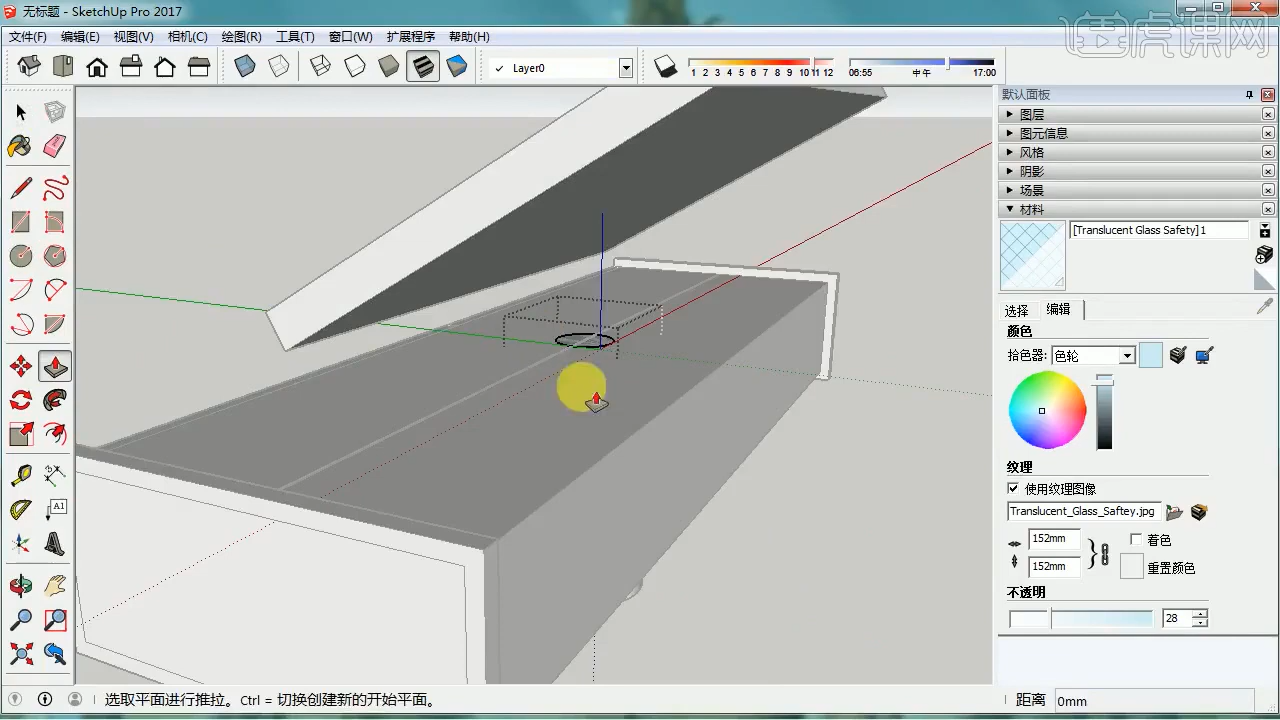 无标题 - SketchUp Pro 2017
虎课网
文件(F) 编辑(E) 视图(V) 相机(C) 绘图(R) 工具(T) 窗口(W) 扩展程序 帮助(H)
Layer0
1 2 3 4 5 6 7 8 9 10 11 12
06:55 中午 17:00
默认面板
图层
图元信息
风格
阴影
场景
材料
[Translucent Glass Safety]1
选择 编辑
颜色
拾色器: 色轮
纹理
使用纹理图像
Translucent_Glass_Saftey.jpg
152mm
着色
152mm
重置颜色
不透明
28
A1
选取平面进行推拉。Ctrl = 切换创建新的开始平面。
距离 0mm